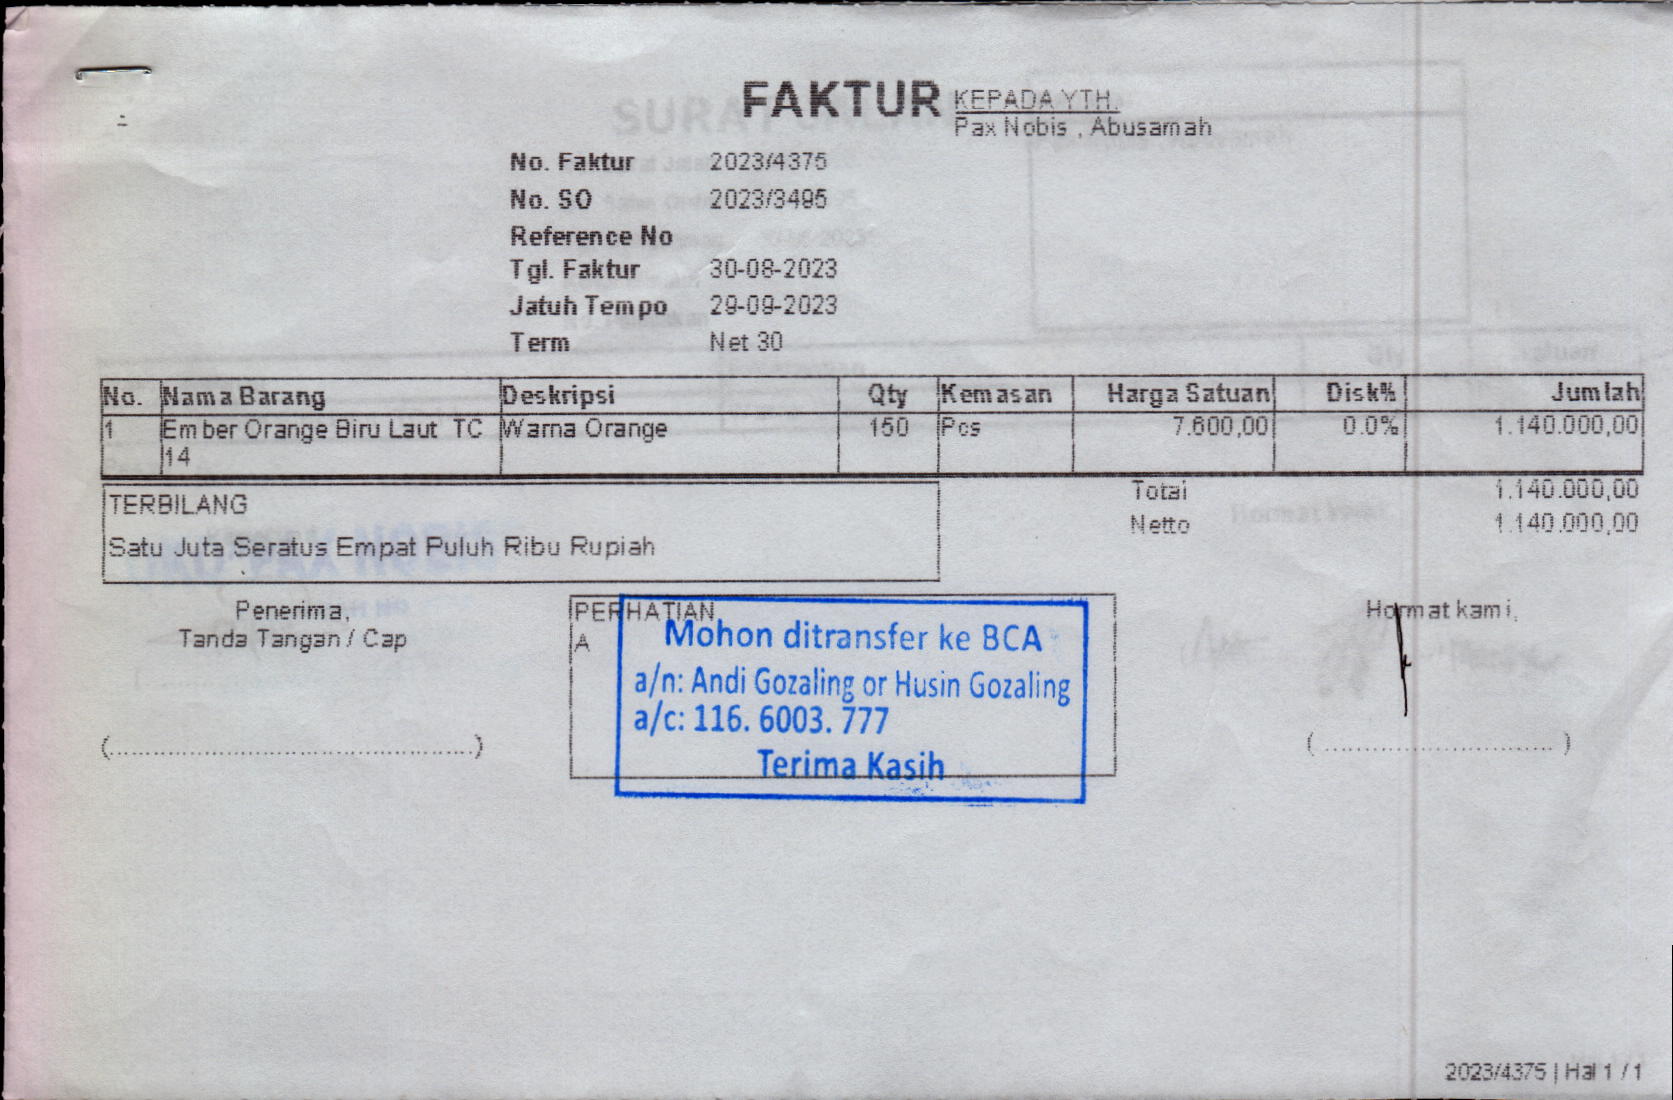 FAKTUR
KEPADA YTH.
Pax Nobis , Abusamah
No. Faktur 2023/4375
No. SO 2023/3495
Reference No
Tgl. Faktur 30-08-2023
Jatuh Tempo 29-09-2023
Term Net 30
No. Nama Barang Deskripsi Qty Kemasan Harga Satuan Disk% Jumlah
1 Ember Orange Biru Laut TC Warna Orange 150 Pcs 7.600,00 0.0% 1.140.000,00
14
TERBILANG
Satu Juta Seratus Empat Puluh Ribu Rupiah
Total 1.140.000,00
Netto 1.140.000,00
Penerima,
Tanda Tangan / Cap
(................................................)
PERHATIAN
A
Mohon ditransfer ke BCA
a/n: Andi Gozaling or Husin Gozaling
a/c: 116. 6003. 777
Terima Kasih
Hormat kami,
( .............................. )
2023/4375 | Hal 1 / 1